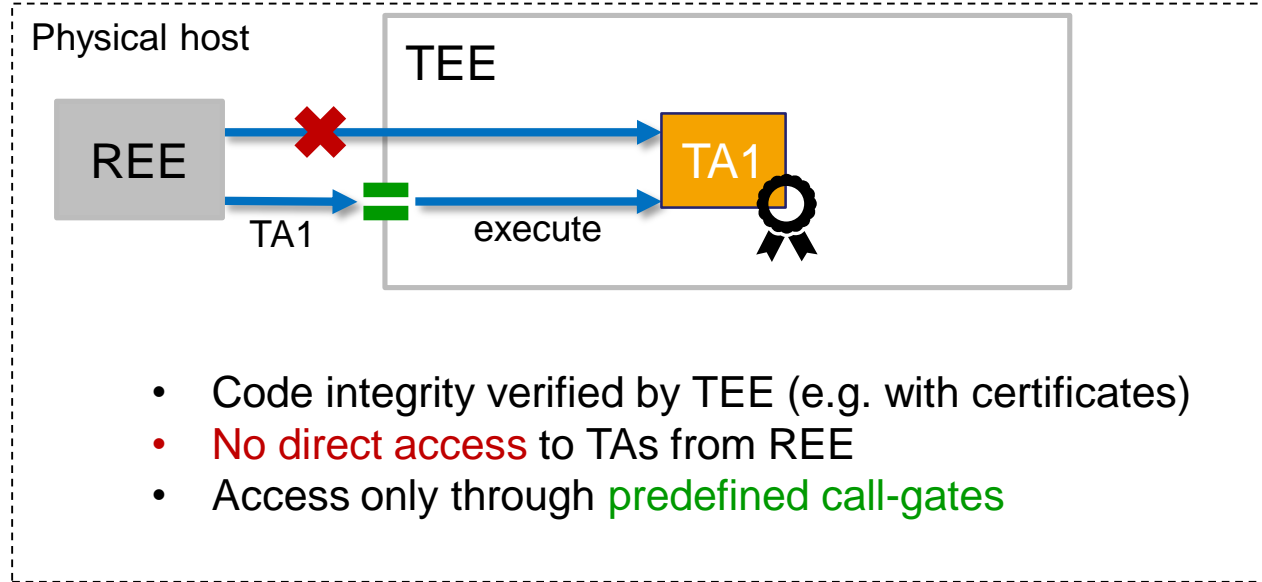 Physical host
TEE
REE
TA1
TA1
execute
• Code integrity verified by TEE (e.g. with certificates)
• No direct access to TAs from REE
• Access only through predefined call-gates